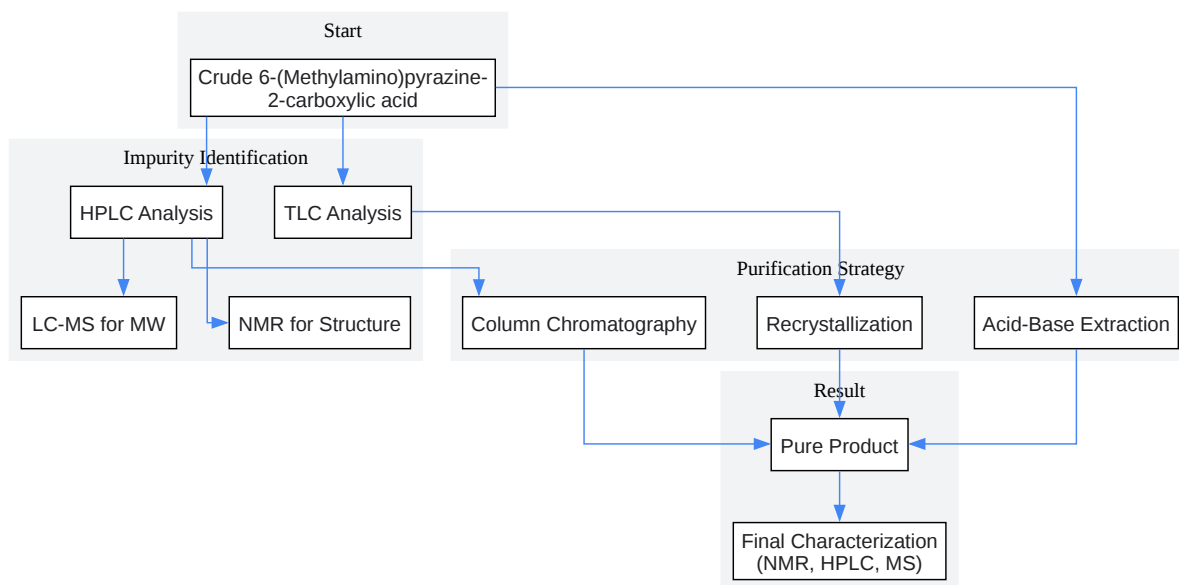 Start
Crude 6-(Methylamino)pyrazine-
2-carboxylic acid
Impurity Identification
HPLC Analysis
TLC Analysis
LC-MS for MW
NMR for Structure
Purification Strategy
Column Chromatography
Recrystallization
Acid-Base Extraction
Result
Pure Product
Final Characterization
(NMR, HPLC, MS)